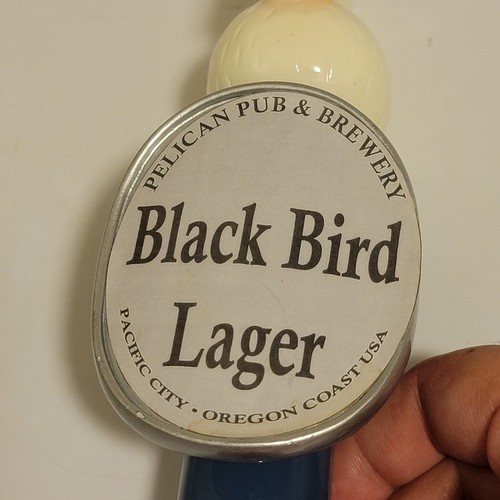 PELICAN PUB & BREWERY
Black Bird
Lager
PACIFIC CITY • OREGON COAST USA